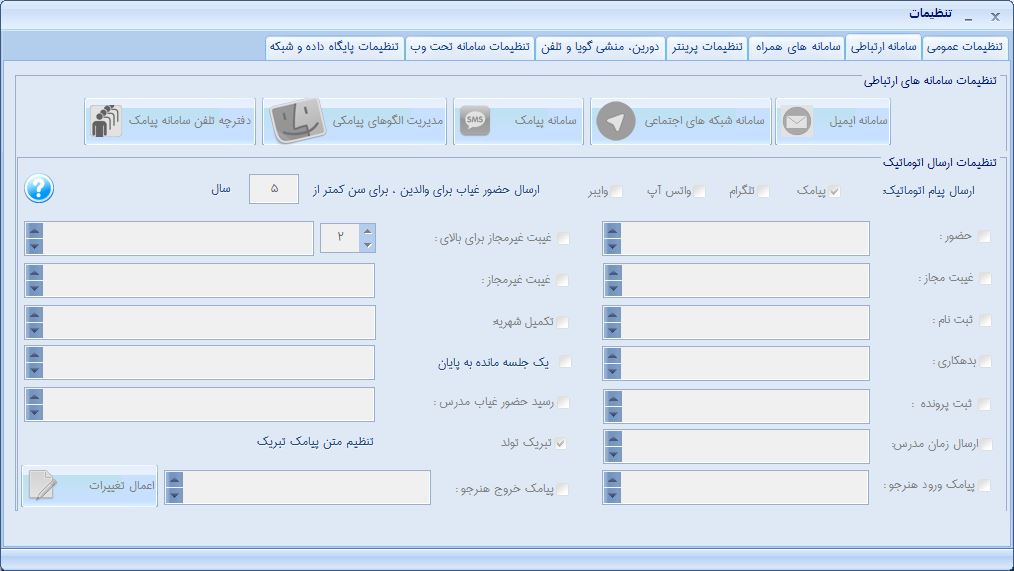 تنظیمات
تنظیمات عمومی
سامانه ارتباطی
سامانه های همراه
تنظیمات پرینتر
دوربن، منشی گویا و تلفن
تنظیمات سامانه تحت وب
تنظیمات پایگاه داده و شبکه
تنظیمات سامانه های ارتباطی
سامانه ایمیل
سامانه شبکه های اجتماعی
سامانه پیامک
SMS
مدیریت الگوهای پیامکی
دفترچه تلفن سامانه پیامک
تنظیمات ارسال اتوماتیک
ارسال پیام اتوماتیک:
پیامک
تلگرام
واتس آپ
وایبر
ارسال حضور غیاب برای والدین ، برای سن کمتر از
۵
سال
?
حضور :
غیبت غیرمجاز برای بالای :
۲
غیبت مجاز :
غیبت غیرمجاز :
ثبت نام :
تکمیل شهریه:
بدهکاری :
یک جلسه مانده به پایان
ثبت پرونده :
رسید حضور غیاب مدرس :
ارسال زمان مدرس:
تبریک تولد
تنظیم متن پیامک تبریک
پیامک ورود هنرجو :
پیامک خروج هنرجو :
اعمال تغییرات